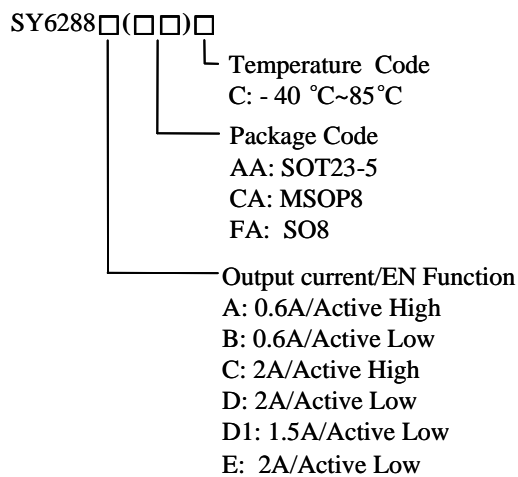 SY6288□(□□)□
Temperature Code
C: - 40 °C~85°C
Package Code
AA: SOT23-5
CA: MSOP8
FA: SO8
Output current/EN Function
A: 0.6A/Active High
B: 0.6A/Active Low
C: 2A/Active High
D: 2A/Active Low
D1: 1.5A/Active Low
E: 2A/Active Low